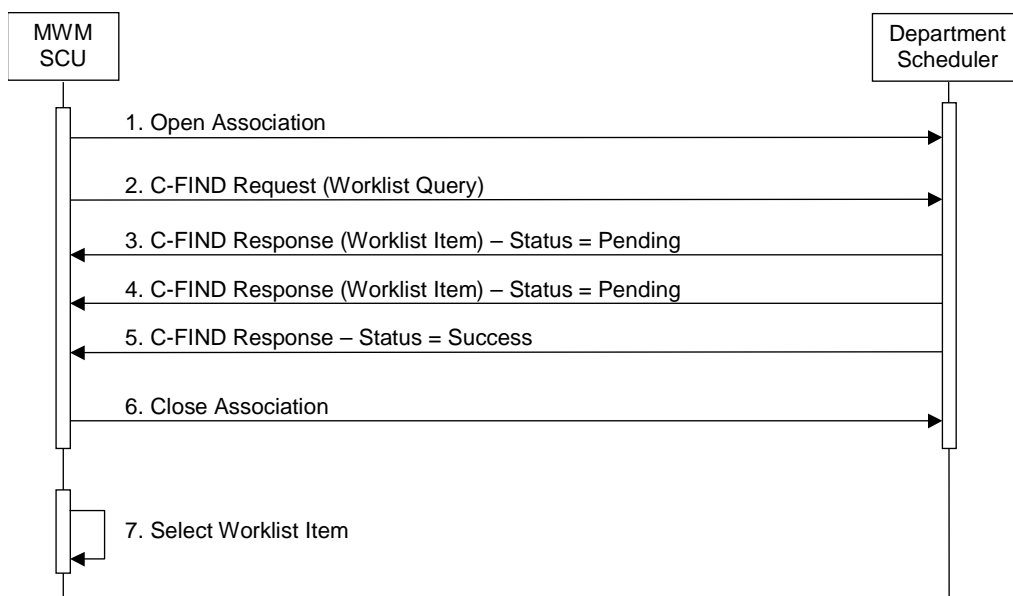 MWM
SCU
Department
Scheduler
1. Open Association
2. C-FIND Request (Worklist Query)
3. C-FIND Response (Worklist Item) – Status = Pending
4. C-FIND Response (Worklist Item) – Status = Pending
5. C-FIND Response – Status = Success
6. Close Association
7. Select Worklist Item